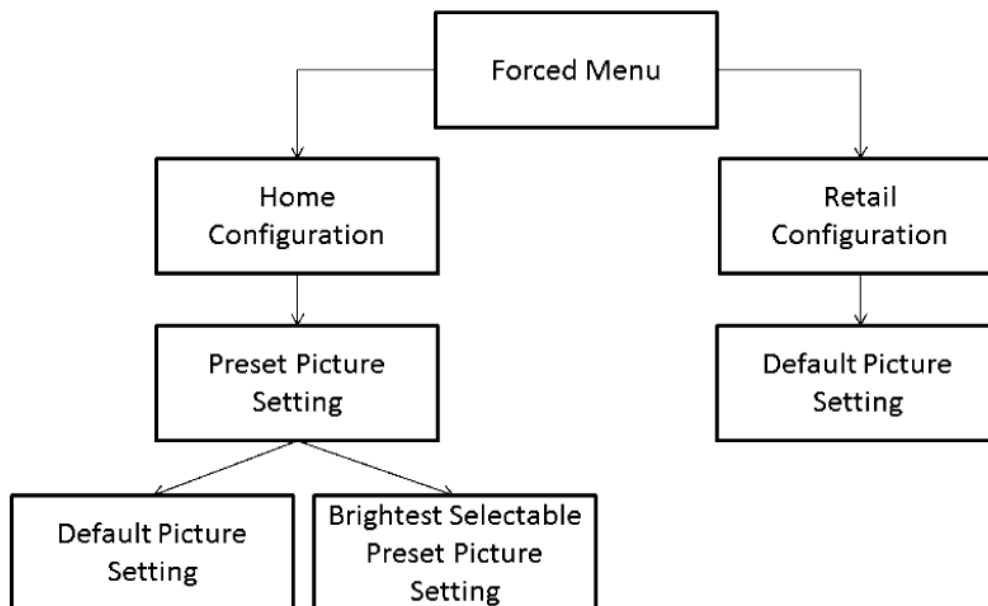 Forced Menu
Home
Configuration
Retail
Configuration
Preset Picture
Setting
Default Picture
Setting
Default Picture
Setting
Brightest Selectable
Preset Picture
Setting